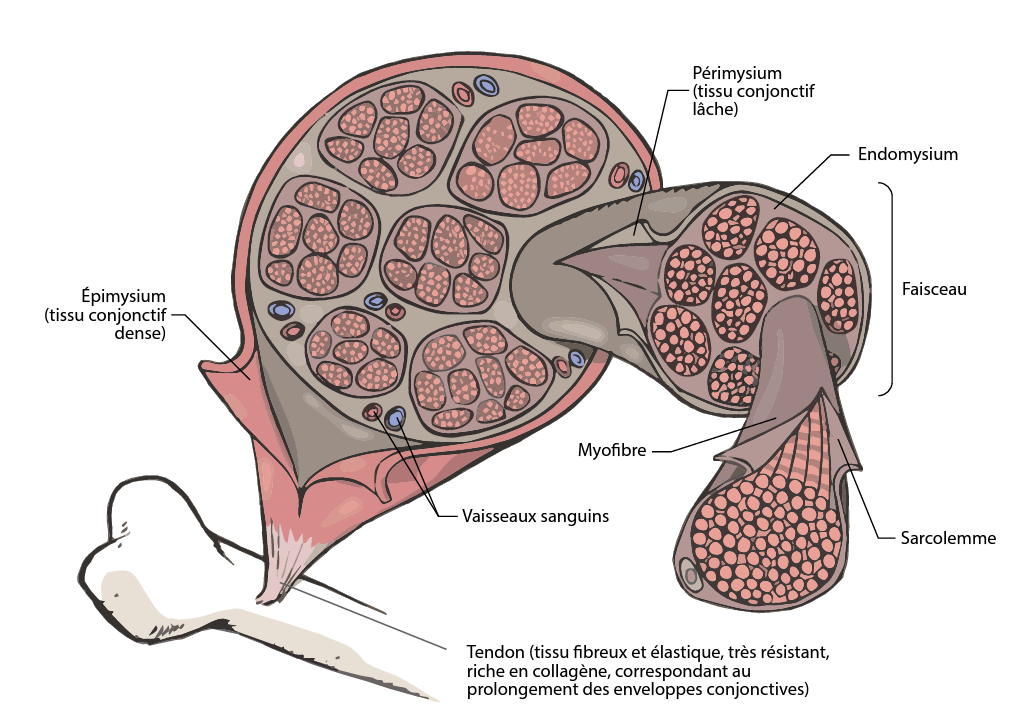 Périmysium
(tissu conjonctif
lâche)
Endomysium
Faisceau
Épimysium
(tissu conjonctif
dense)
Myofibre
Vaisseaux sanguins
Sarcolemme
Tendon (tissu fibreux et élastique, très résistant,
riche en collagène, correspondant au
prolongement des enveloppes conjonctives)